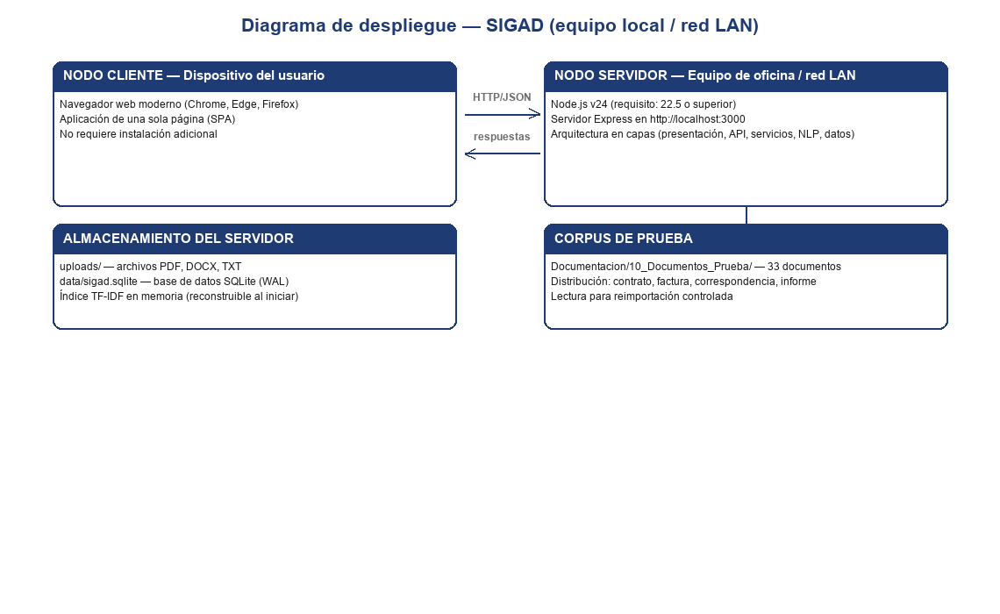 Diagrama de despliegue — SIGAD (equipo local / red LAN)
NODO CLIENTE — Dispositivo del usuario
Navegador web moderno (Chrome, Edge, Firefox)
Aplicación de una sola página (SPA)
No requiere instalación adicional
HTTP/JSON
respuestas
NODO SERVIDOR — Equipo de oficina / red LAN
Node.js v24 (requisito: 22.5 o superior)
Servidor Express en http://localhost:3000
Arquitectura en capas (presentación, API, servicios, NLP, datos)
ALMACENAMIENTO DEL SERVIDOR
uploads/ — archivos PDF, DOCX, TXT
data/sigad.sqlite — base de datos SQLite (WAL)
Índice TF-IDF en memoria (reconstruible al iniciar)
CORPUS DE PRUEBA
Documentacion/10_Documentos_Prueba/ — 33 documentos
Distribución: contrato, factura, correspondencia, informe
Lectura para reimportación controlada